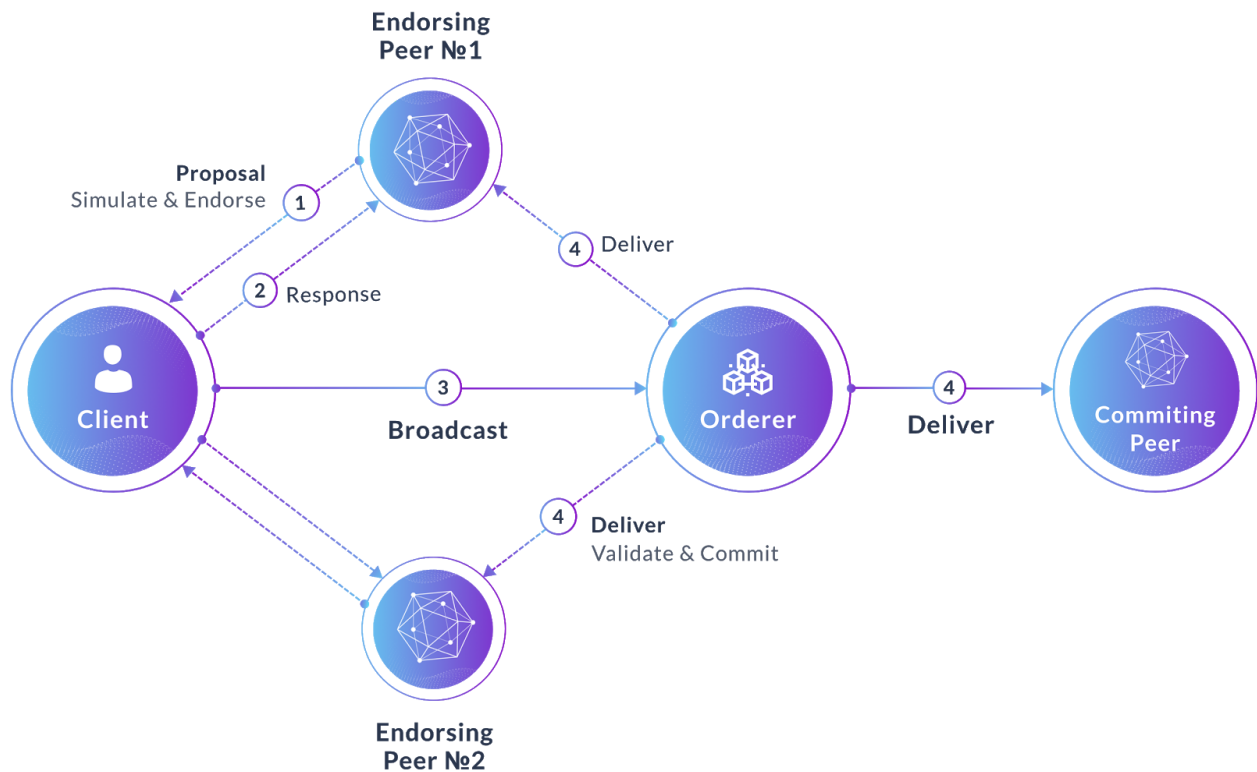 Endorsing
Peer №1
Proposal
Simulate & Endorse
1
2
Response
4
Deliver
Client
3
Broadcast
Orderer
4
Deliver
Commiting
Peer
4
Deliver
Validate & Commit
Endorsing
Peer №2